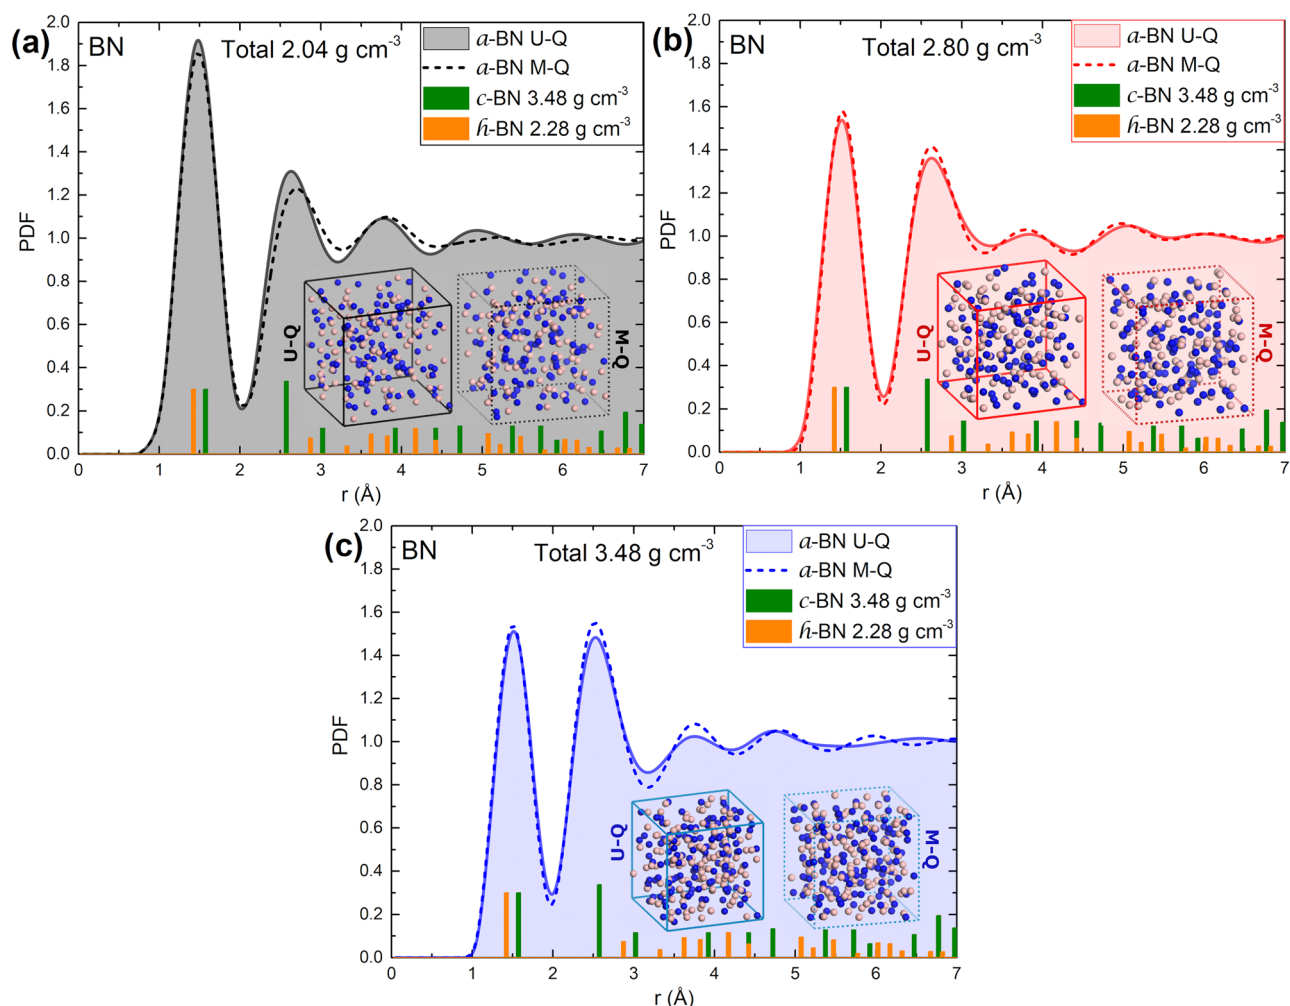 (a)
BN
Total 2.04 g cm-3
a-BN U-Q
a-BN M-Q
c-BN 3.48 g cm-3
h-BN 2.28 g cm-3
PDF
2.0
1.8
1.6
1.4
1.2
1.0
0.8
0.6
0.4
0.2
0.0
U-Q
M-Q
0 1 2 3 4 5 6 7
r (Å)
(b)
BN
Total 2.80 g cm-3
a-BN U-Q
a-BN M-Q
c-BN 3.48 g cm-3
h-BN 2.28 g cm-3
PDF
2.0
1.8
1.6
1.4
1.2
1.0
0.8
0.6
0.4
0.2
0.0
U-Q
M-Q
0 1 2 3 4 5 6 7
r (Å)
(c)
BN
Total 3.48 g cm-3
a-BN U-Q
a-BN M-Q
c-BN 3.48 g cm-3
h-BN 2.28 g cm-3
PDF
2.0
1.8
1.6
1.4
1.2
1.0
0.8
0.6
0.4
0.2
0.0
U-Q
M-Q
0 1 2 3 4 5 6 7
r (Å)